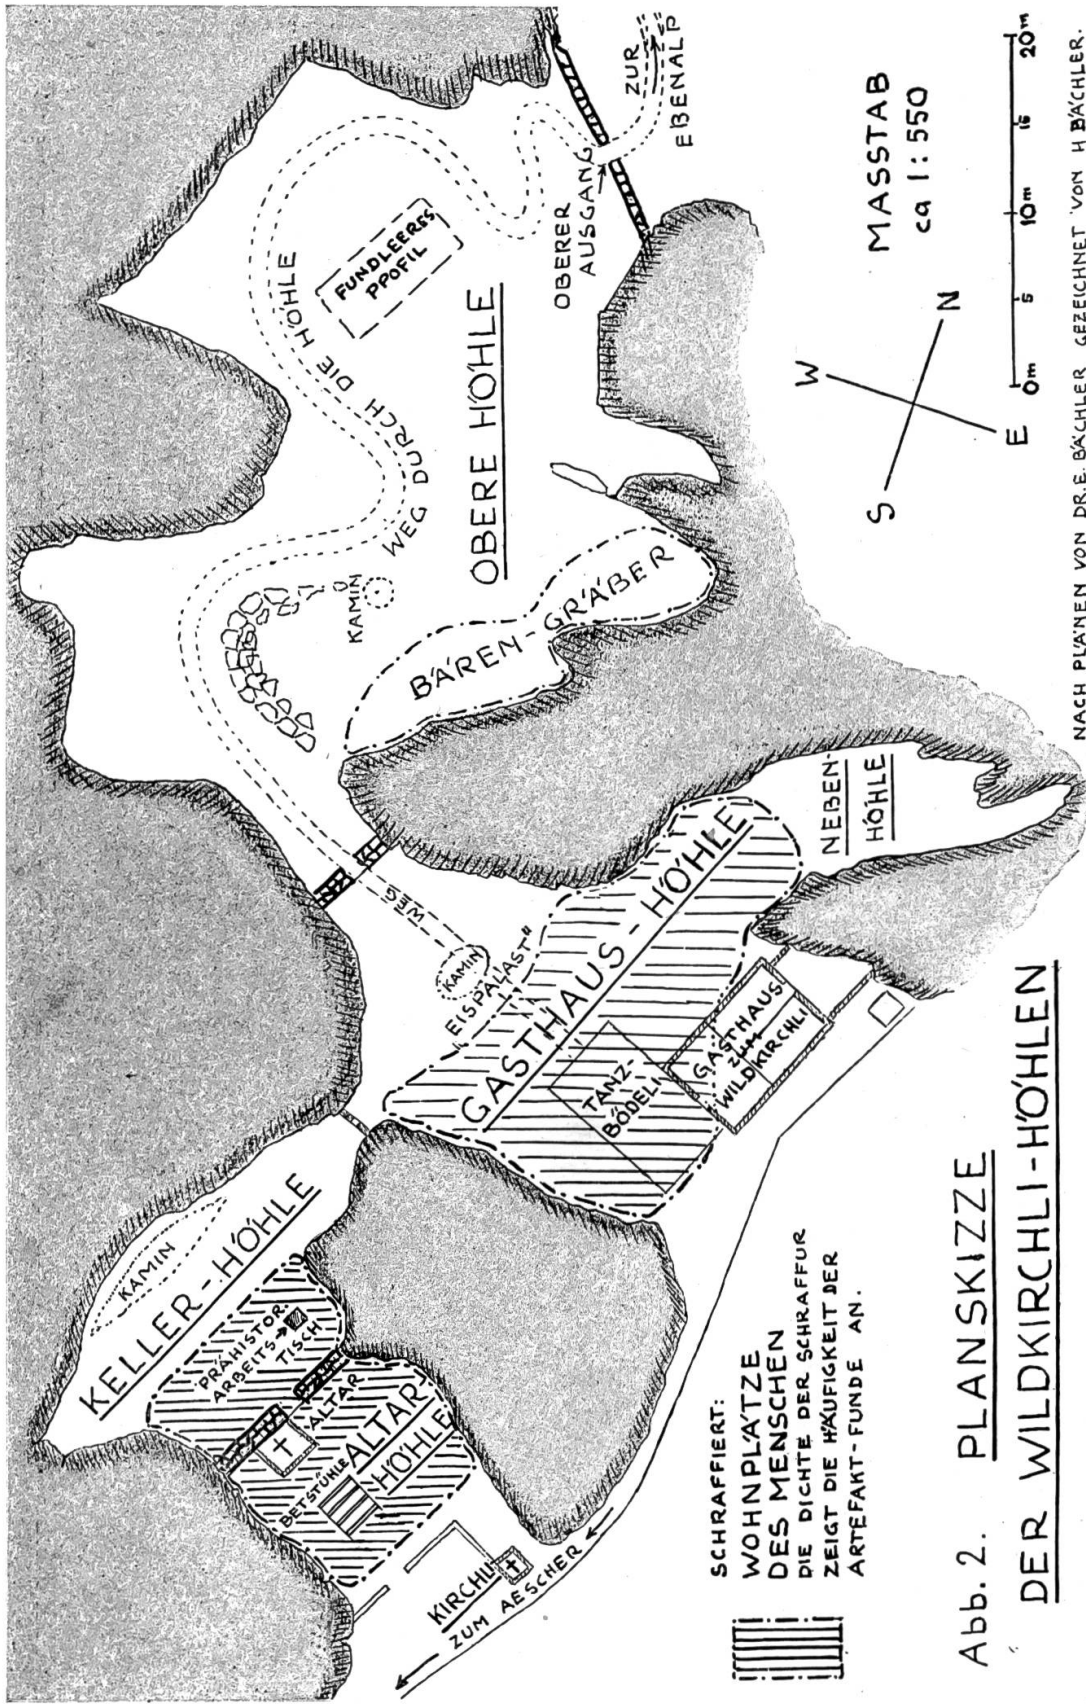 ZUR
EBENALP
OBERER
AUSGANG
FUNDLEERES
PPOFIL
WEG DURCH DIE HÖHLE
OBERE HÖHLE
KAMIN
BÄREN-GRÄBER
MASSTAB
ca 1:550
0m 5 10m 15 20m
W
N
S
E
WEG
KAMIN
EISPALAST"
NEBEN-
HÖHLE
GASTHAUS-HÖHLE
TANZ-
BÖDELI
GASTHAUS
ZUM
WILDKIRCHLI
KELLER-HÖHLE
KAMIN
PRÄHISTOR.
ARBEITS-
TISCH
ALTAR
ALTAR
HÖHLE
BETSTÜHLE
KIRCHLI
ZUM AESCHER
SCHRAFFIERT:
WOHNPLÄTZE
DES MENSCHEN
DIE DICHTE DER SCHRAFFUR
ZEIGT DIE HÄUFIGKEIT DER
ARTEFAKT-FUNDE AN.
Abb. 2. PLANSKIZZE
DER WILDKIRCHLI-HÖHLEN
NACH PLÄNEN VON DR.E.BÄCHLER GEZEICHNET VON H BÄCHLER.